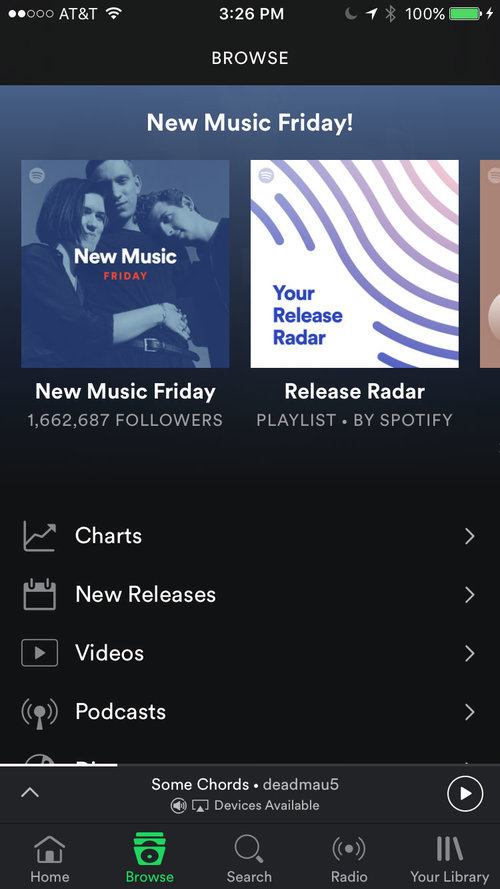 AT&T 3:26 PM 100%
BROWSE
New Music Friday!
New Music
FRIDAY
Your
Release
Radar
New Music Friday
1,662,687 FOLLOWERS
Release Radar
PLAYLIST • BY SPOTIFY
Charts
New Releases
Videos
Podcasts
Some Chords • deadmau5
Devices Available
Home
Browse
Search
Radio
Your Library